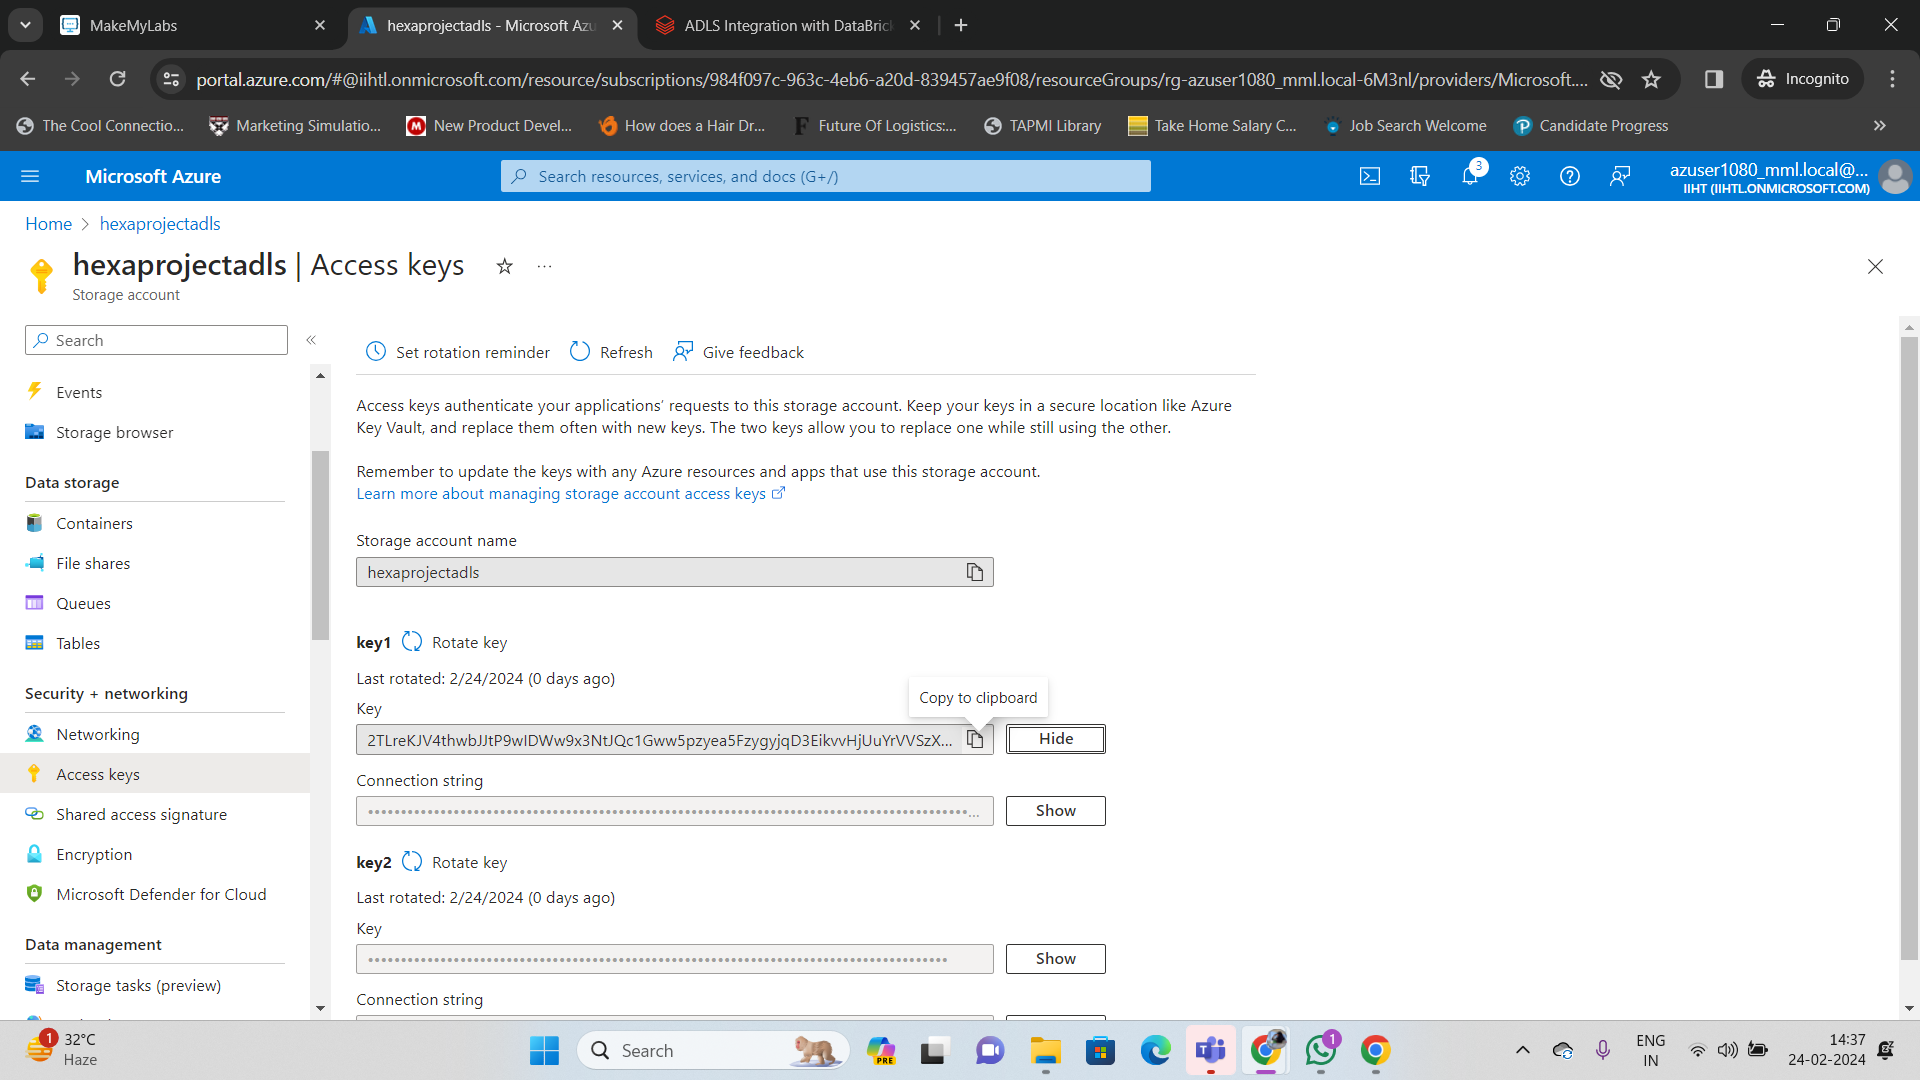 MakeMyLabs
hexaprojectadls - Microsoft Azu
ADLS Integration with DataBrick
portal.azure.com/#@iihtl.onmicrosoft.com/resource/subscriptions/984f097c-963c-4eb6-a20d-839457ae9f08/resourceGroups/rg-azuser1080_mml.local-6M3nl/providers/Microsoft....
Incognito
The Cool Connectio...
Marketing Simulatio...
New Product Devel...
How does a Hair Dr...
Future Of Logistics:...
TAPMI Library
Take Home Salary C...
Job Search Welcome
Candidate Progress
Microsoft Azure
Search resources, services, and docs (G+/)
3
azuser1080_mml.local@...
IIHT (IIHTL.ONMICROSOFT.COM)
Home > hexaprojectadls
hexaprojectadls | Access keys
Storage account
Search
Events
Storage browser
Data storage
Containers
File shares
Queues
Tables
Security + networking
Networking
Access keys
Shared access signature
Encryption
Microsoft Defender for Cloud
Data management
Storage tasks (preview)
Set rotation reminder
Refresh
Give feedback
Access keys authenticate your applications' requests to this storage account. Keep your keys in a secure location like Azure
Key Vault, and replace them often with new keys. The two keys allow you to replace one while still using the other.
Remember to update the keys with any Azure resources and apps that use this storage account.
Learn more about managing storage account access keys
Storage account name
hexaprojectadls
key1
Rotate key
Last rotated: 2/24/2024 (0 days ago)
Copy to clipboard
Key
Hide
Connection string
Show
key2
Rotate key
Last rotated: 2/24/2024 (0 days ago)
Key
Show
Connection string
1
32°C
Haze
Search
PRE
1
ENG
IN
14:37
24-02-2024